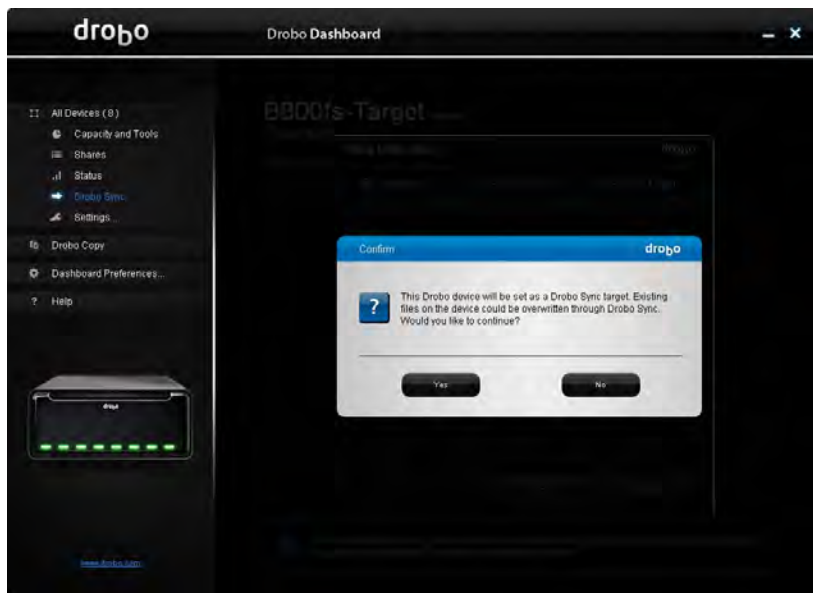 drobo
Drobo Dashboard
All Devices (8)
Capacity and Tools
Shares
Status
Drobo Sync
Settings...
Drobo Copy
Dashboard Preferences...
? Help
B800fs-Target
Confirm
drobo
?
This Drobo device will be set as a Drobo Sync target. Existing
files on the device could be overwritten through Drobo Sync.
Would you like to continue?
Yes
No
drobo
www.drobo.com